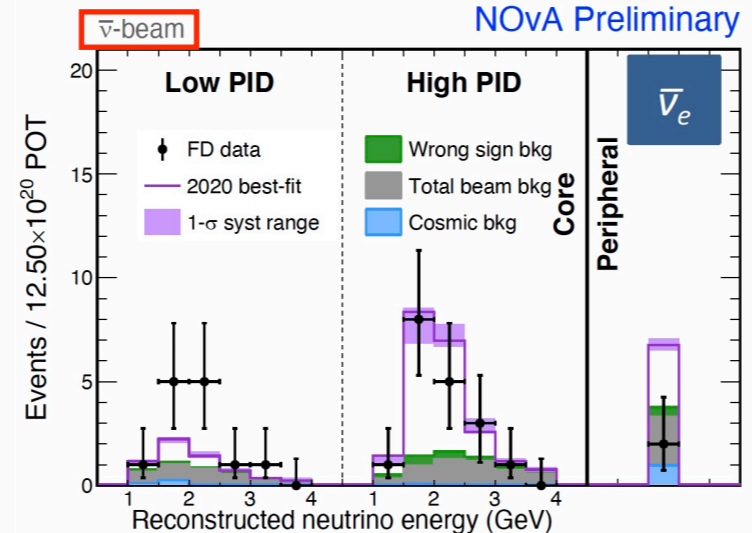 ν̅-beam
NOvA Preliminary
Events / 12.50×10²⁰ POT
20
15
10
5
0
Low PID
High PID
ν̅ₑ
FD data
2020 best-fit
1-σ syst range
Wrong sign bkg
Total beam bkg
Cosmic bkg
Core
Peripheral
1 2 3 4 1 2 3 4
Reconstructed neutrino energy (GeV)